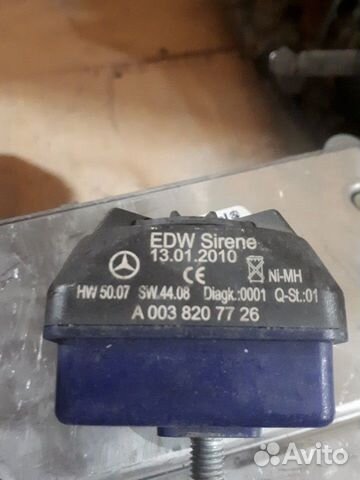 EDW Sirene
13.01.2010
CE Ni-MH
HW 50.07 SW.44.08 Diagk.:0001 Q-St.:01
A 003 820 77 26
Avito